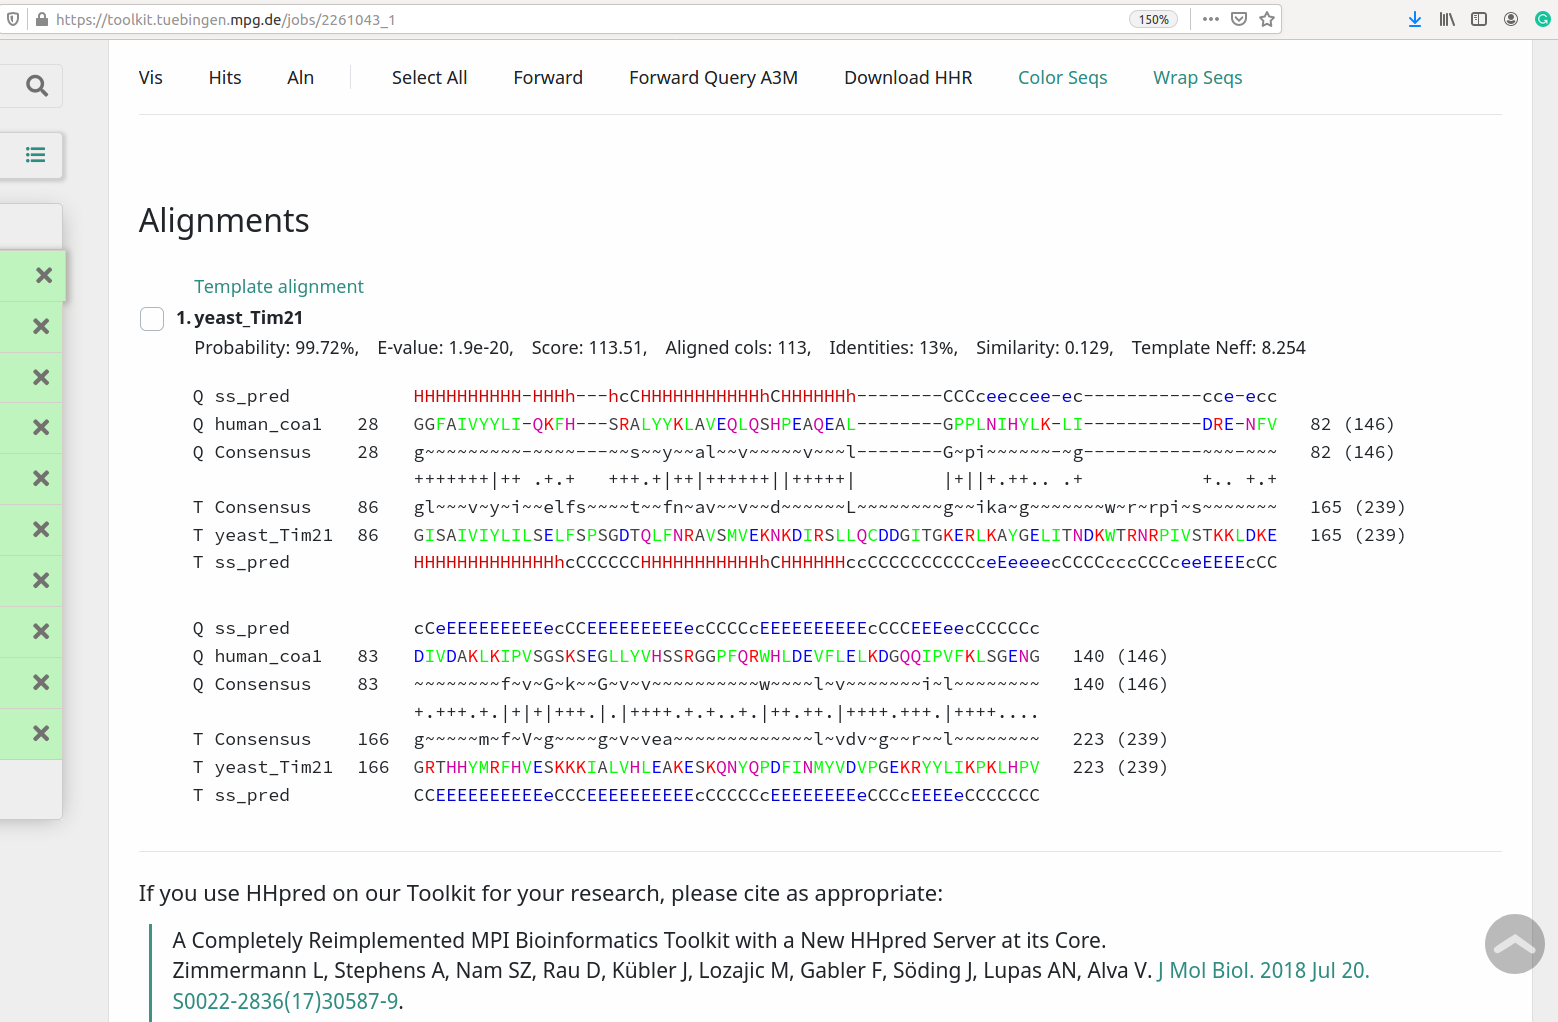 https://toolkit.tuebingen.mpg.de/jobs/2261043_1 150%
Vis Hits Aln Select All Forward Forward Query A3M Download HHR Color Seqs Wrap Seqs
Alignments
Template alignment
1. yeast_Tim21
Probability: 99.72%, E-value: 1.9e-20, Score: 113.51, Aligned cols: 113, Identities: 13%, Similarity: 0.129, Template Neff: 8.254
Q ss_pred HHHHHHHHHH-HHHh---hcCHHHHHHHHHHHHhCHHHHHHh--------CCCceeccee-ec-----------cce-ecc
Q human_coa1 28 GGFAIVYYLI-QKFH---SRALYYKLAVEQLQSHPEAQEAL--------GPPLNIHYLK-LI-----------DRE-NFV 82 (146)
Q Consensus 28 g~~~~~~~~~-~~~~---~~s~~y~~al~~v~~~~~v~~~l--------G~pi~~~~~~-~g-----------~~~-~~~ 82 (146)
+++++++|++ .+.+ +++.+|++|++++++||+++++| |+||+.++.. .+ +.. +.+
T Consensus 86 gl~~~v~y~i~~elfs~~~~t~~fn~av~~v~~d~~~~~~L~~~~~~~~g~~ika~g~~~~~~~w~r~rpi~s~~~~~~~ 165 (239)
T yeast_Tim21 86 GISAIVIYLILSELFSPSGDTQLFNRAVSMVEKNKDIRSLLQCDDGITGKERLKAYGELITNDKWTRNRPIVSTKKLDKE 165 (239)
T ss_pred HHHHHHHHHHHHHhcCCCCCCHHHHHHHHHHHHhCHHHHHHccCCCCCCCCCCCceEeeeecCCCCcccCCCceeEEEEcCC
Q ss_pred cCeEEEEEEEEEecCCEEEEEEEEEecCCCCcEEEEEEEEEEcCCCEEEeecCCCCCc
Q human_coa1 83 DIVDAKLKIPVSGSKSEGLLYVHSSRGGPFQRWHLDEVFLELKDGQQIPVFKLSGENG 140 (146)
Q Consensus 83 ~~~~~~~~f~v~G~k~~G~v~v~~~~~~~~~~~w~~~~l~v~~~~~~~i~l~~~~~~~~ 140 (146)
+.+++.+.|+|+|+++.|.|++++.+.+..+.|++.++.|++++.+++.|++++....
T Consensus 166 g~~~~~m~f~V~g~~~~g~v~vea~~~~~~~~~~~~~~~l~vdv~g~~r~~l~~~~~~~~ 223 (239)
T yeast_Tim21 166 GRTHHYMRFHVESKKKIALVHLEAKESKQNYQPDFINMYVDVPGEKRYYLIKPKLHPV 223 (239)
T ss_pred CCEEEEEEEEEEeCCCEEEEEEEEEEcCCCCCcEEEEEEEEeCCCcEEEEeCCCCCCC
If you use HHpred on our Toolkit for your research, please cite as appropriate:
A Completely Reimplemented MPI Bioinformatics Toolkit with a New HHpred Server at its Core.
Zimmermann L, Stephens A, Nam SZ, Rau D, Kübler J, Lozajic M, Gabler F, Söding J, Lupas AN, Alva V. J Mol Biol. 2018 Jul 20.
S0022-2836(17)30587-9.